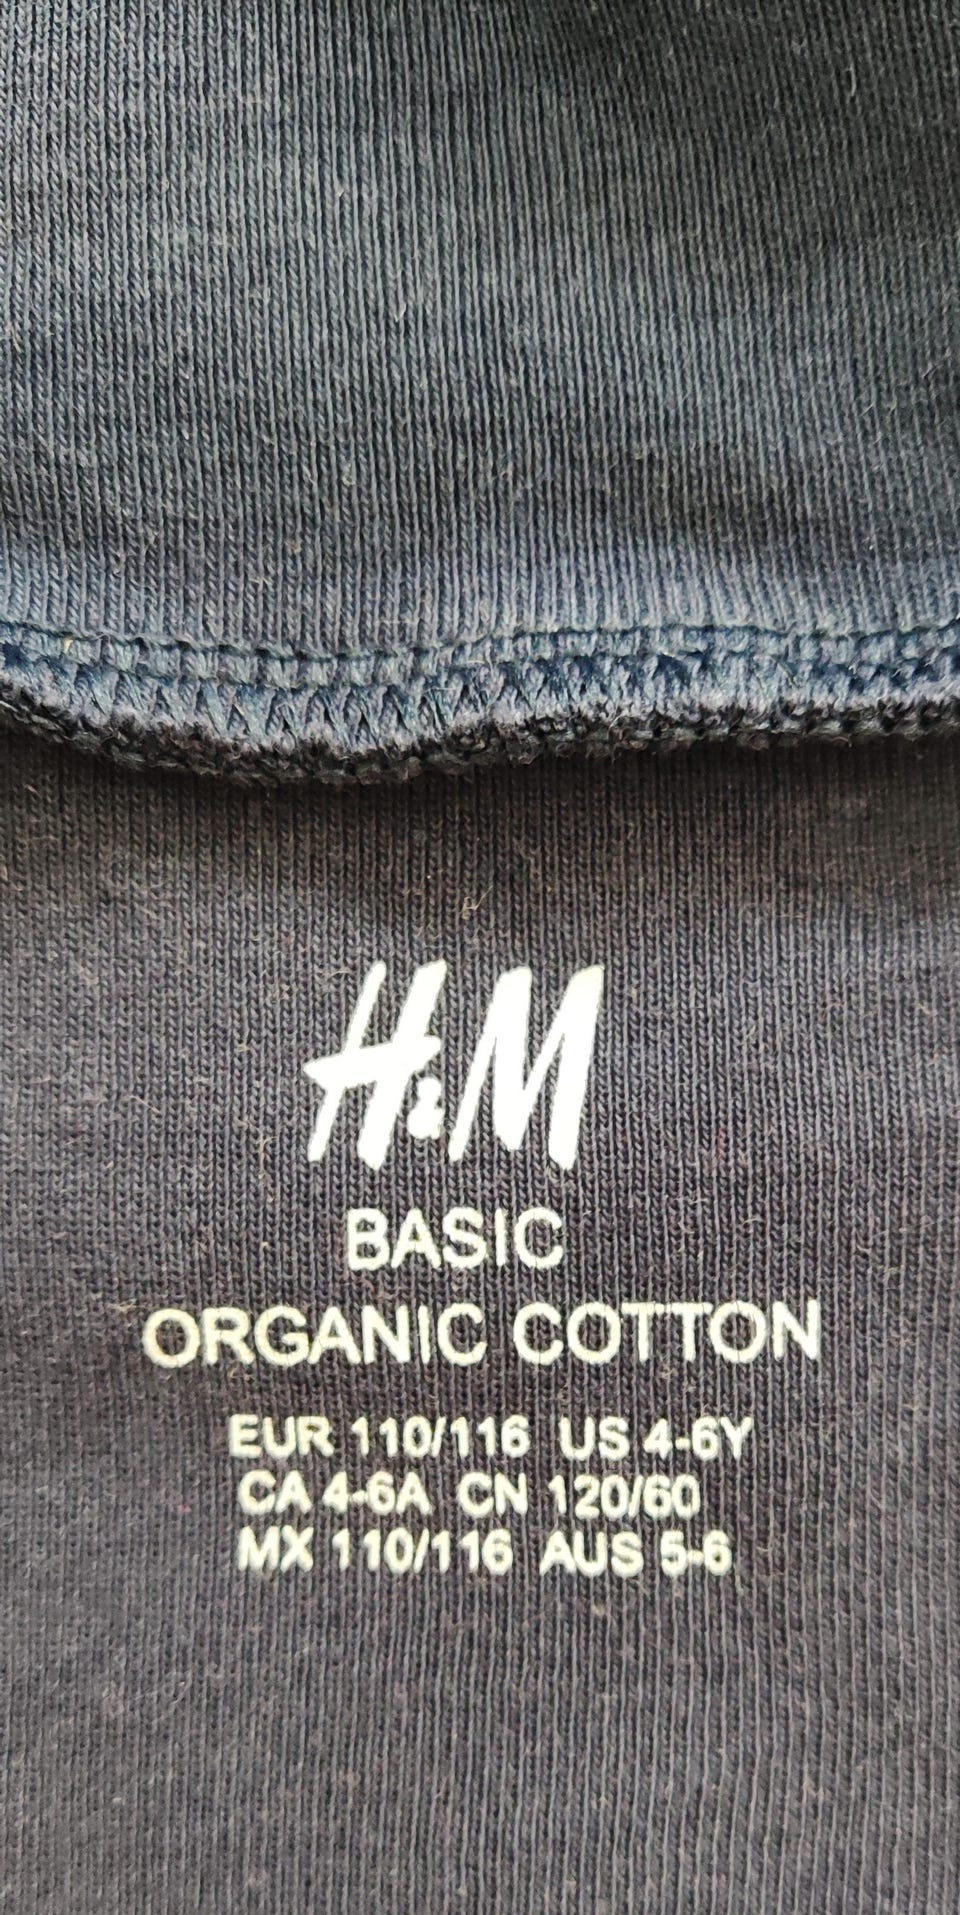 H&M
BASIC
ORGANIC COTTON
EUR 110/116 US 4-6Y
CA 4-6A CN 120/60
MX 110/116 AUS 5-6